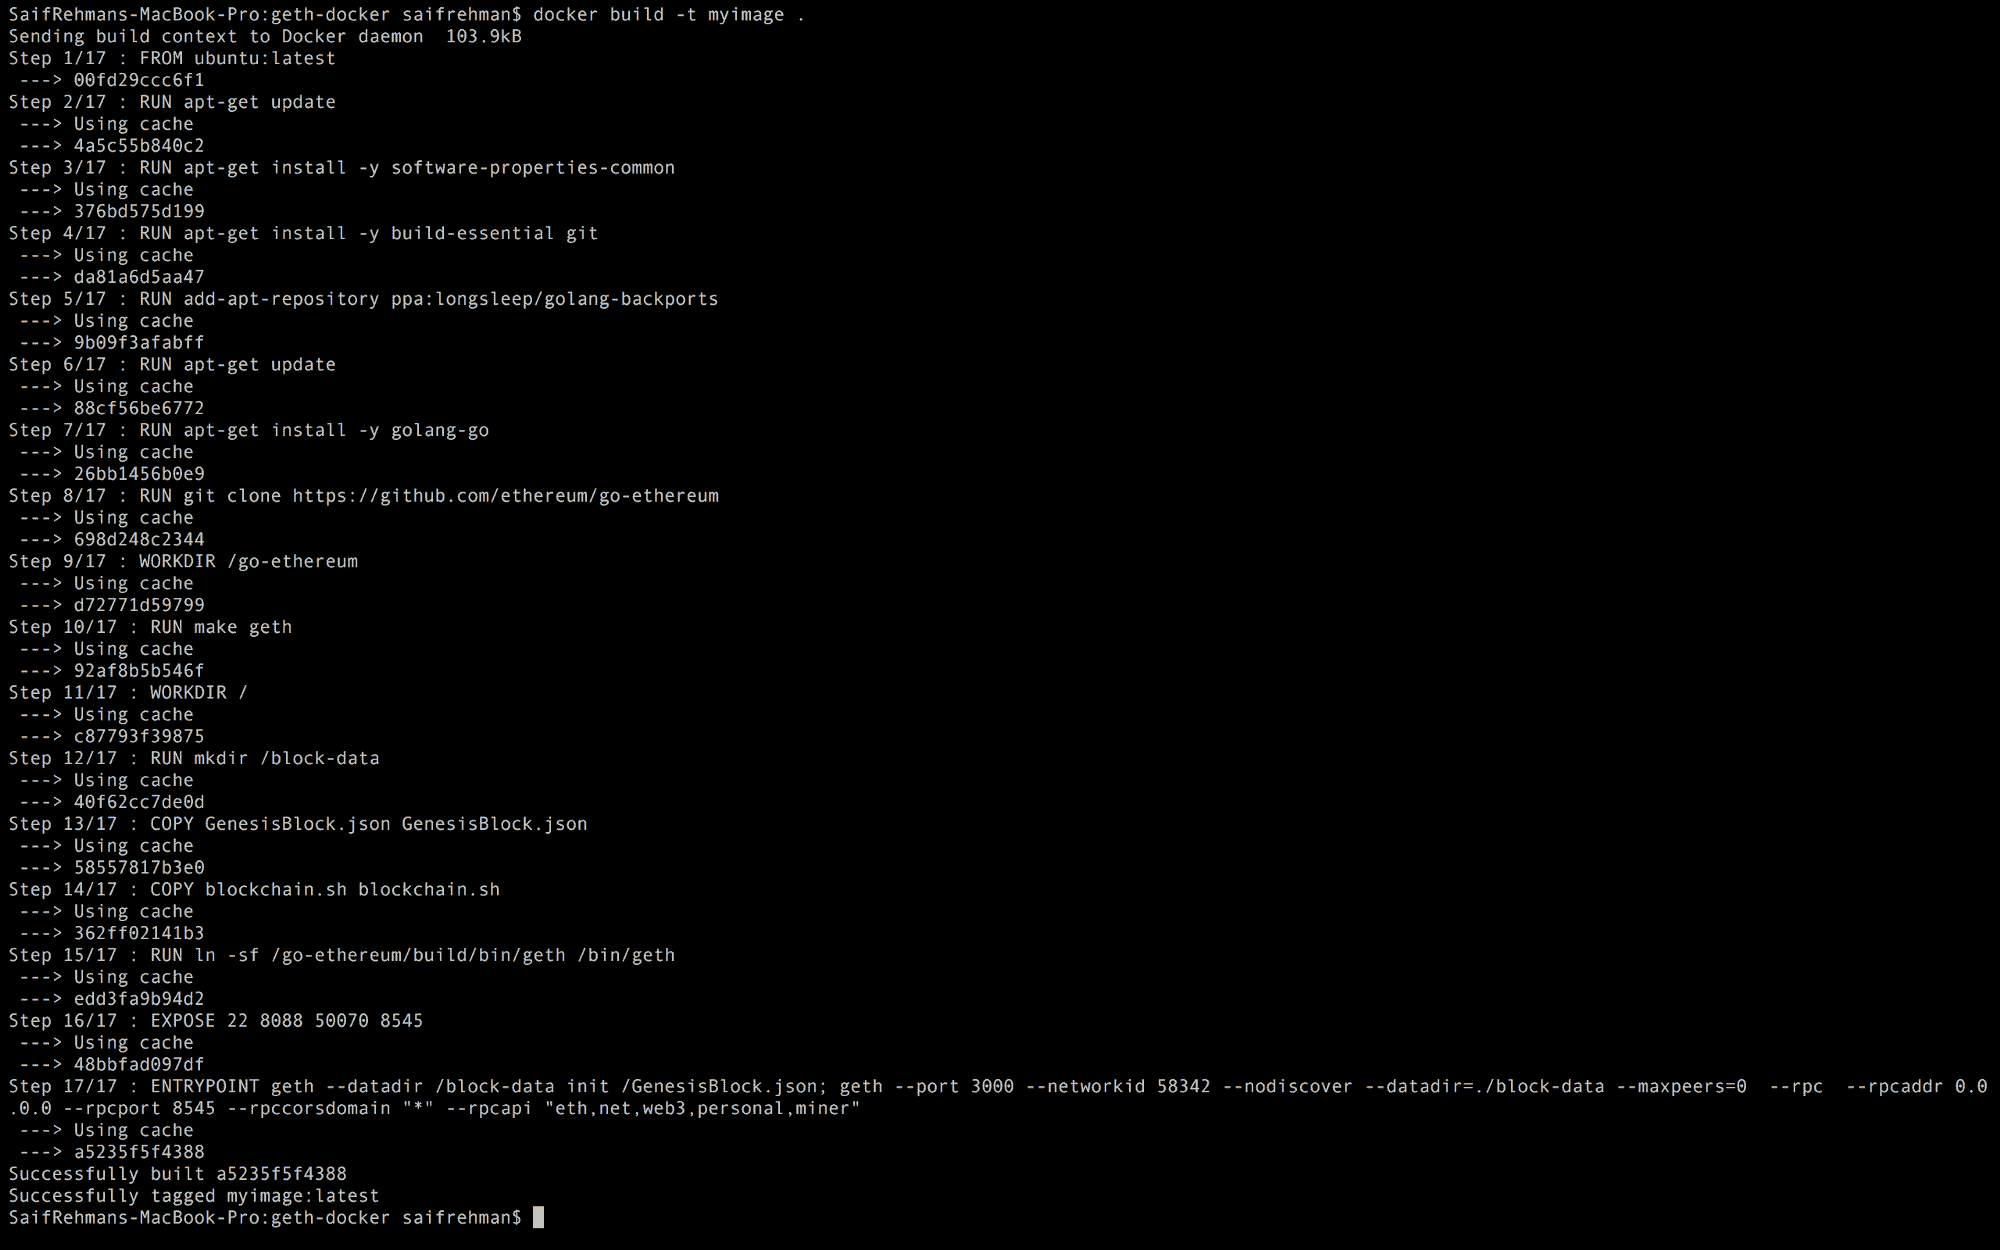 SaifRehmans-MacBook-Pro:geth-docker saifrehman$ docker build -t myimage .
Sending build context to Docker daemon  103.9kB
Step 1/17 : FROM ubuntu:latest
 ---> 00fd29ccc6f1
Step 2/17 : RUN apt-get update
 ---> Using cache
 ---> 4a5c55b840c2
Step 3/17 : RUN apt-get install -y software-properties-common
 ---> Using cache
 ---> 376bd575d199
Step 4/17 : RUN apt-get install -y build-essential git
 ---> Using cache
 ---> da81a6d5aa47
Step 5/17 : RUN add-apt-repository ppa:longsleep/golang-backports
 ---> Using cache
 ---> 9b09f3afabff
Step 6/17 : RUN apt-get update
 ---> Using cache
 ---> 88cf56be6772
Step 7/17 : RUN apt-get install -y golang-go
 ---> Using cache
 ---> 26bb1456b0e9
Step 8/17 : RUN git clone https://github.com/ethereum/go-ethereum
 ---> Using cache
 ---> 698d248c2344
Step 9/17 : WORKDIR /go-ethereum
 ---> Using cache
 ---> d72771d59799
Step 10/17 : RUN make geth
 ---> Using cache
 ---> 92af8b5b546f
Step 11/17 : WORKDIR /
 ---> Using cache
 ---> c87793f39875
Step 12/17 : RUN mkdir /block-data
 ---> Using cache
 ---> 40f62cc7de0d
Step 13/17 : COPY GenesisBlock.json GenesisBlock.json
 ---> Using cache
 ---> 58557817b3e0
Step 14/17 : COPY blockchain.sh blockchain.sh
 ---> Using cache
 ---> 362ff02141b3
Step 15/17 : RUN ln -sf /go-ethereum/build/bin/geth /bin/geth
 ---> Using cache
 ---> edd3fa9b94d2
Step 16/17 : EXPOSE 22 8088 50070 8545
 ---> Using cache
 ---> 48bbfad097df
Step 17/17 : ENTRYPOINT geth --datadir /block-data init /GenesisBlock.json; geth --port 3000 --networkid 58342 --nodiscover --datadir=./block-data --maxpeers=0  --rpc  --rpcaddr 0.0
.0.0 --rpcport 8545 --rpccorsdomain "*" --rpcapi "eth,net,web3,personal,miner"
 ---> Using cache
 ---> a5235f5f4388
Successfully built a5235f5f4388
Successfully tagged myimage:latest
SaifRehmans-MacBook-Pro:geth-docker saifrehman$